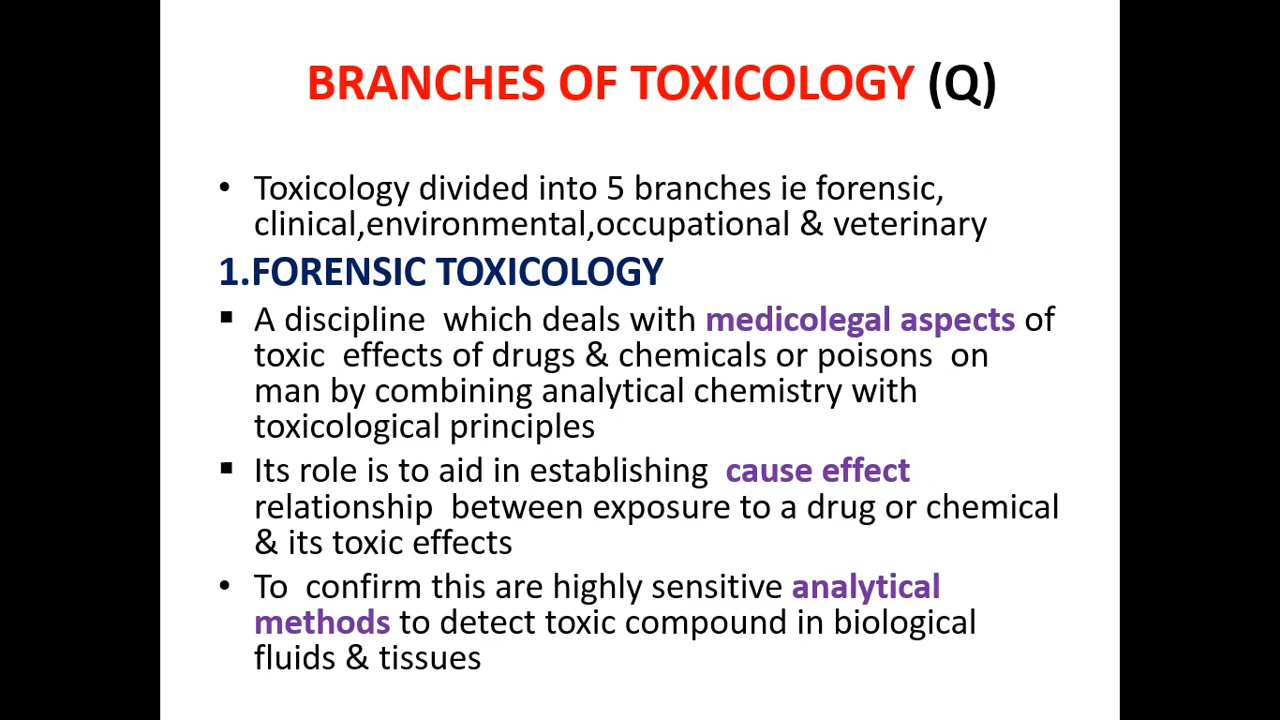 BRANCHES OF TOXICOLOGY (Q)
• Toxicology divided into 5 branches ie forensic,
clinical,environmental,occupational & veterinary
1.FORENSIC TOXICOLOGY
▪ A discipline which deals with medicolegal aspects of
toxic effects of drugs & chemicals or poisons on
man by combining analytical chemistry with
toxicological principles
▪ Its role is to aid in establishing cause effect
relationship between exposure to a drug or chemical
& its toxic effects
• To confirm this are highly sensitive analytical
methods to detect toxic compound in biological
fluids & tissues